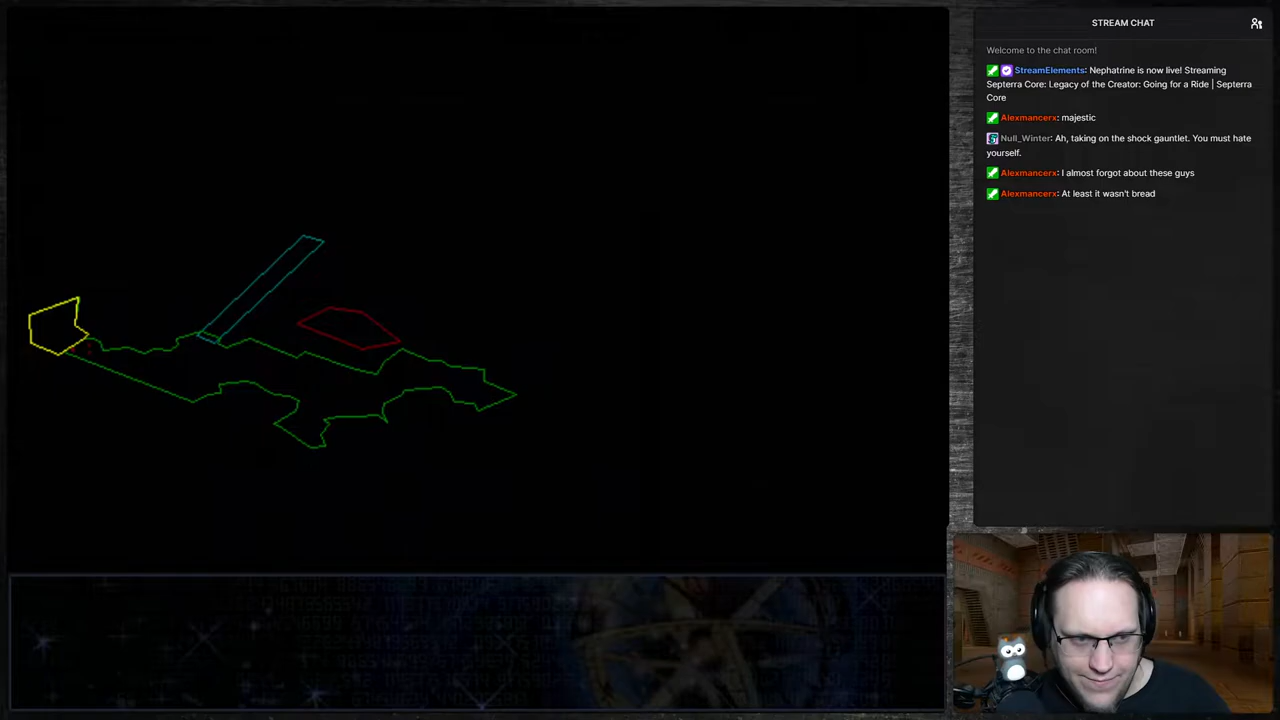 STREAM CHAT
Welcome to the chat room!
StreamElements: Nephatrine is now live! Streaming
Septerra Core: Legacy of the Creator: Going for a Ride | Septerra
Core
Alexmancerx: majestic
Null_Winter: Ah, taking on the shock gauntlet. You must hate
yourself.
Alexmancerx: I almost forgot about these guys
Alexmancerx: At least it wasn't bread